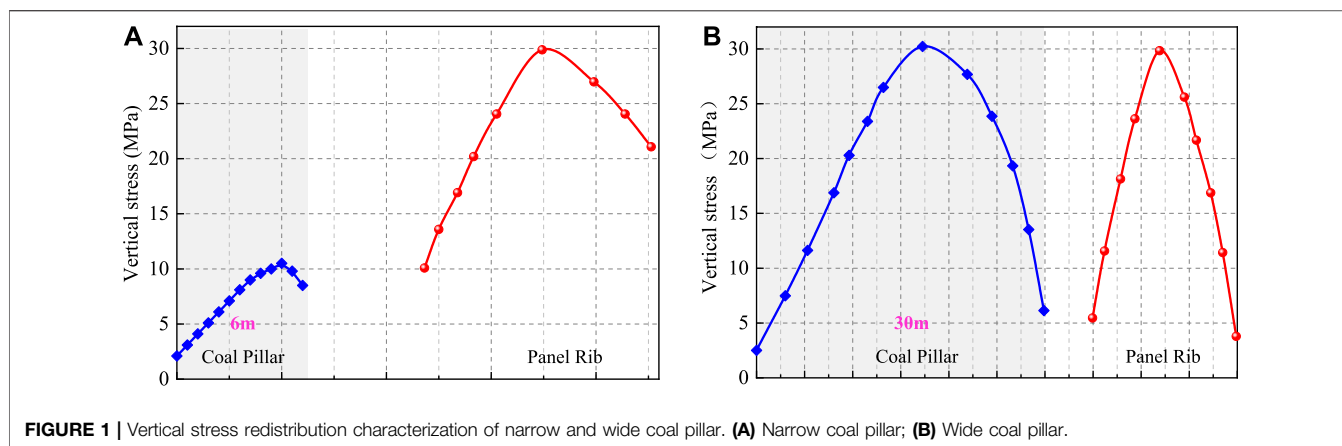 A
30
25
20
15
10
5
0
Vertical stress (MPa)
6m
Coal Pillar
Panel Rib
B
30
25
20
15
10
5
0
Vertical stress （MPa）
30m
Coal Pillar
Panel Rib
FIGURE 1 | Vertical stress redistribution characterization of narrow and wide coal pillar. (A) Narrow coal pillar; (B) Wide coal pillar.